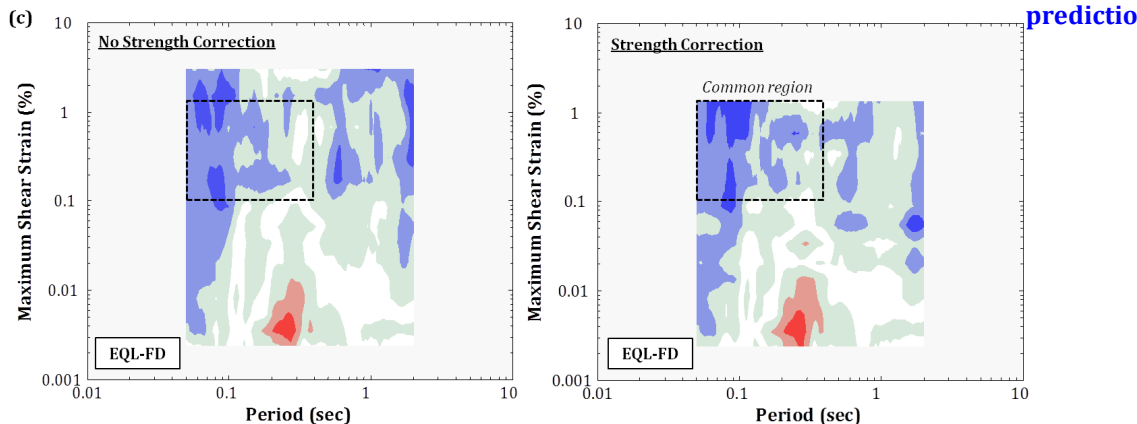 (c)
predictio
No Strength Correction
Strength Correction
Common region
Maximum Shear Strain (%)
10
1
0.1
0.01
0.001
EQL-FD
0.01
0.1
1
10
Period (sec)
Maximum Shear Strain (%)
10
1
0.1
0.01
0.001
EQL-FD
0.01
0.1
1
10
Period (sec)